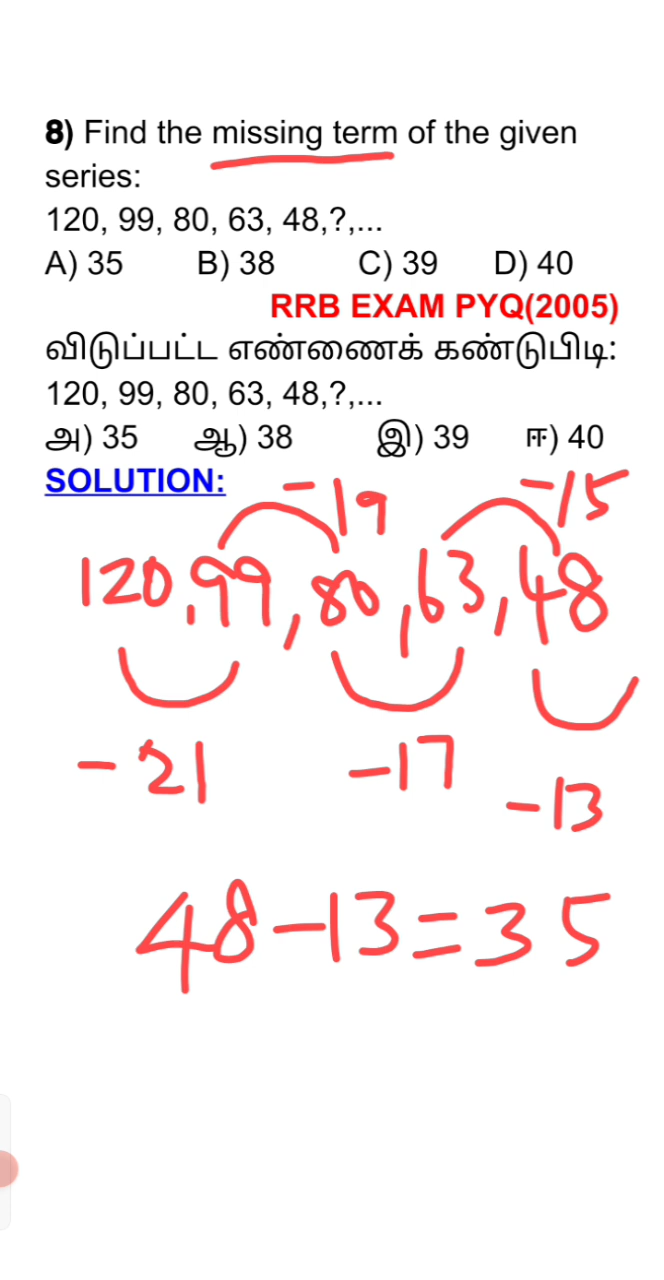 8) Find the missing term of the given
series:
120, 99, 80, 63, 48,?,...
A) 35 B) 38 C) 39 D) 40
RRB EXAM PYQ(2005)
விடுப்பட்ட எண்ணைக் கண்டுபிடி:
120, 99, 80, 63, 48,?,...
அ) 35 ஆ) 38 இ) 39 ஈ) 40
SOLUTION:
-19 -15
120,99,80,63,48
-21 -17 -13
48-13=35